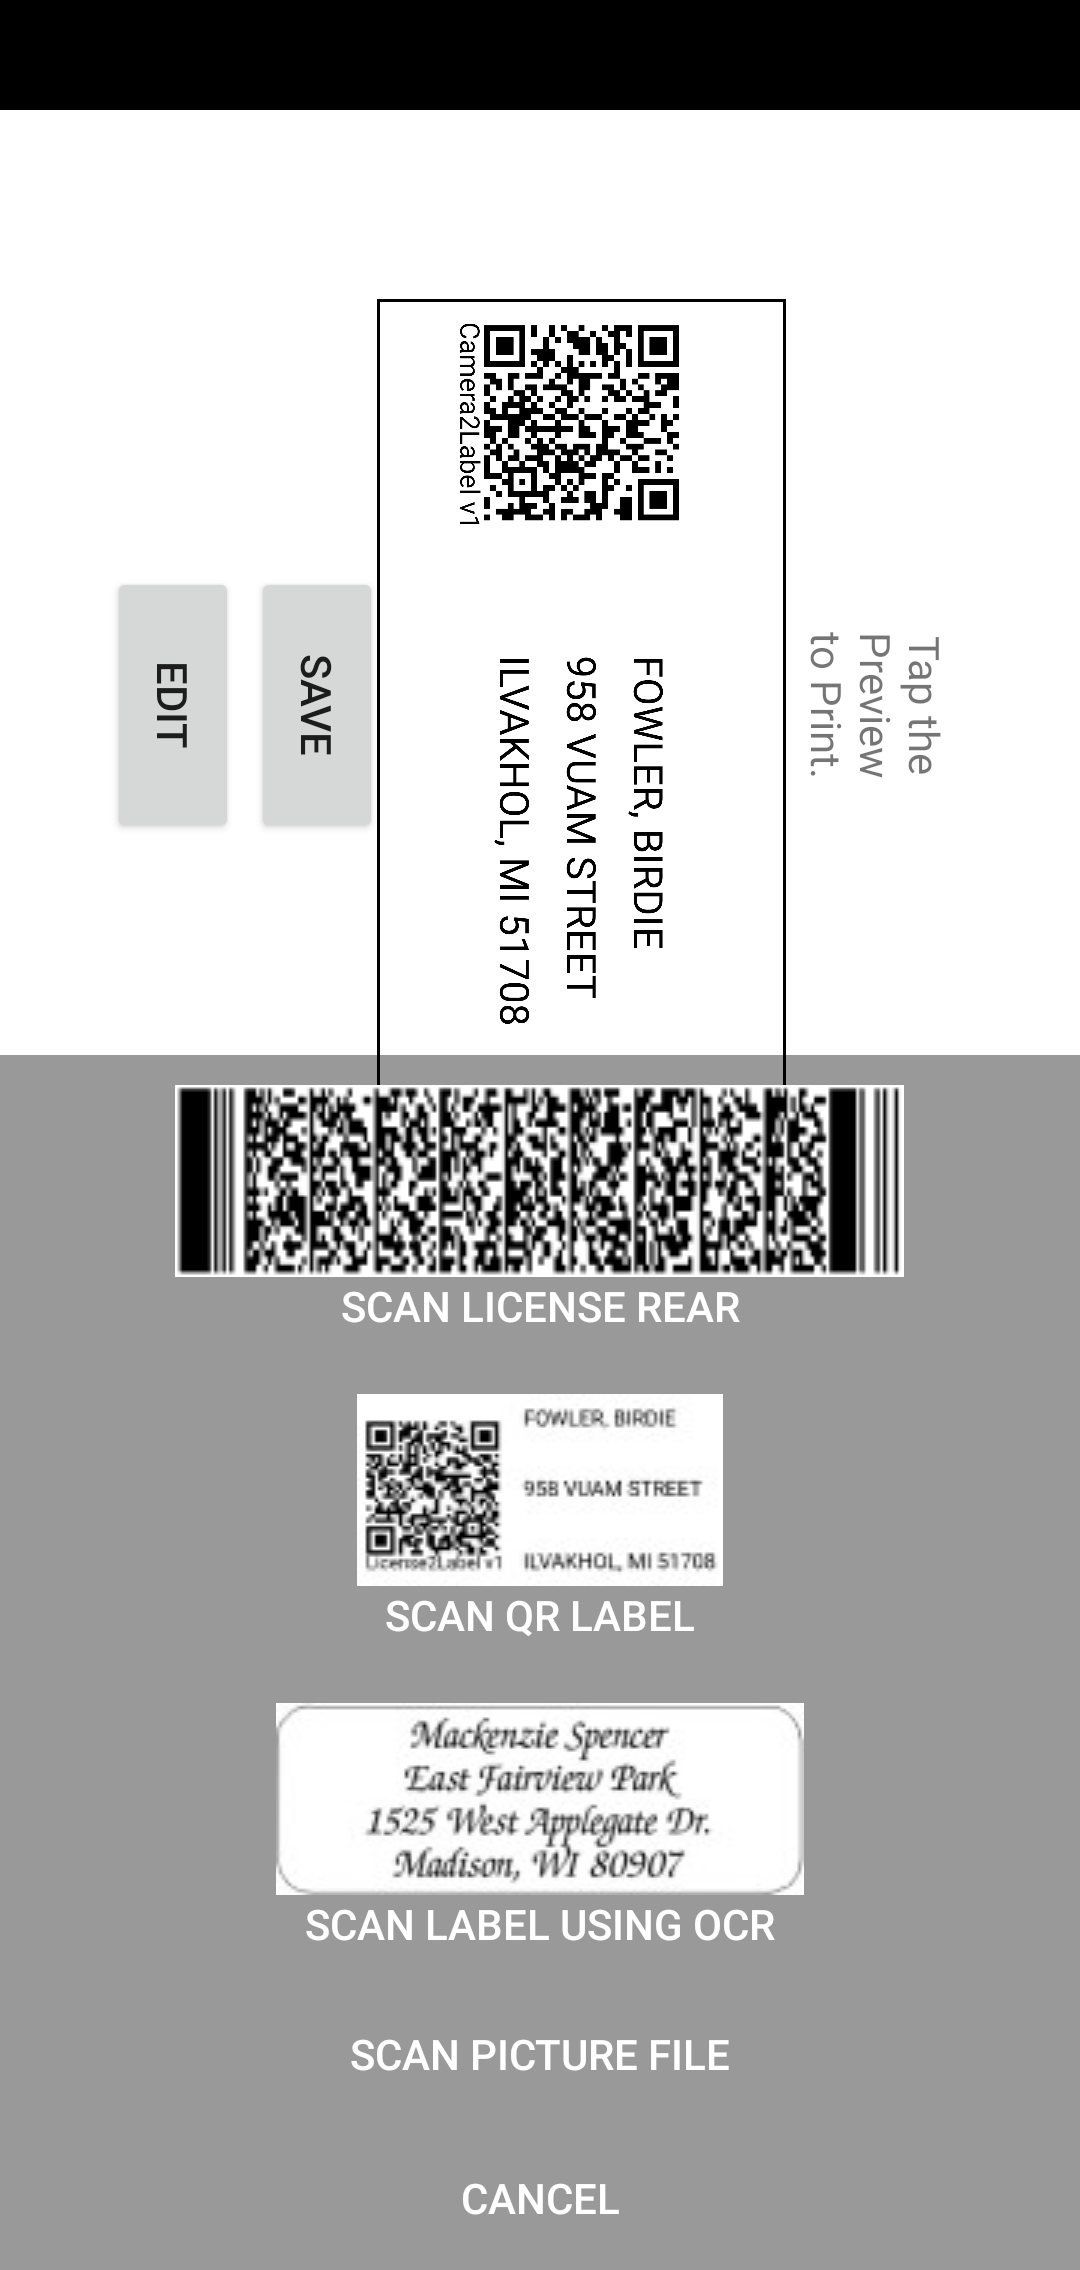 Tap the
Preview
to Print.
Camera2Label v1
FOWLER, BIRDIE
958 VUAM STREET
ILVAKHOL, MI 51708
SAVE
EDIT
SCAN LICENSE REAR
FOWLER, BIRDIE
958 VUAM STREET
ILVAKHOL, MI 51708
License2Label v1
SCAN QR LABEL
Mackenzie Spencer
East Fairview Park
1525 West Applegate Dr.
Madison, WI 80907
SCAN LABEL USING OCR
SCAN PICTURE FILE
CANCEL